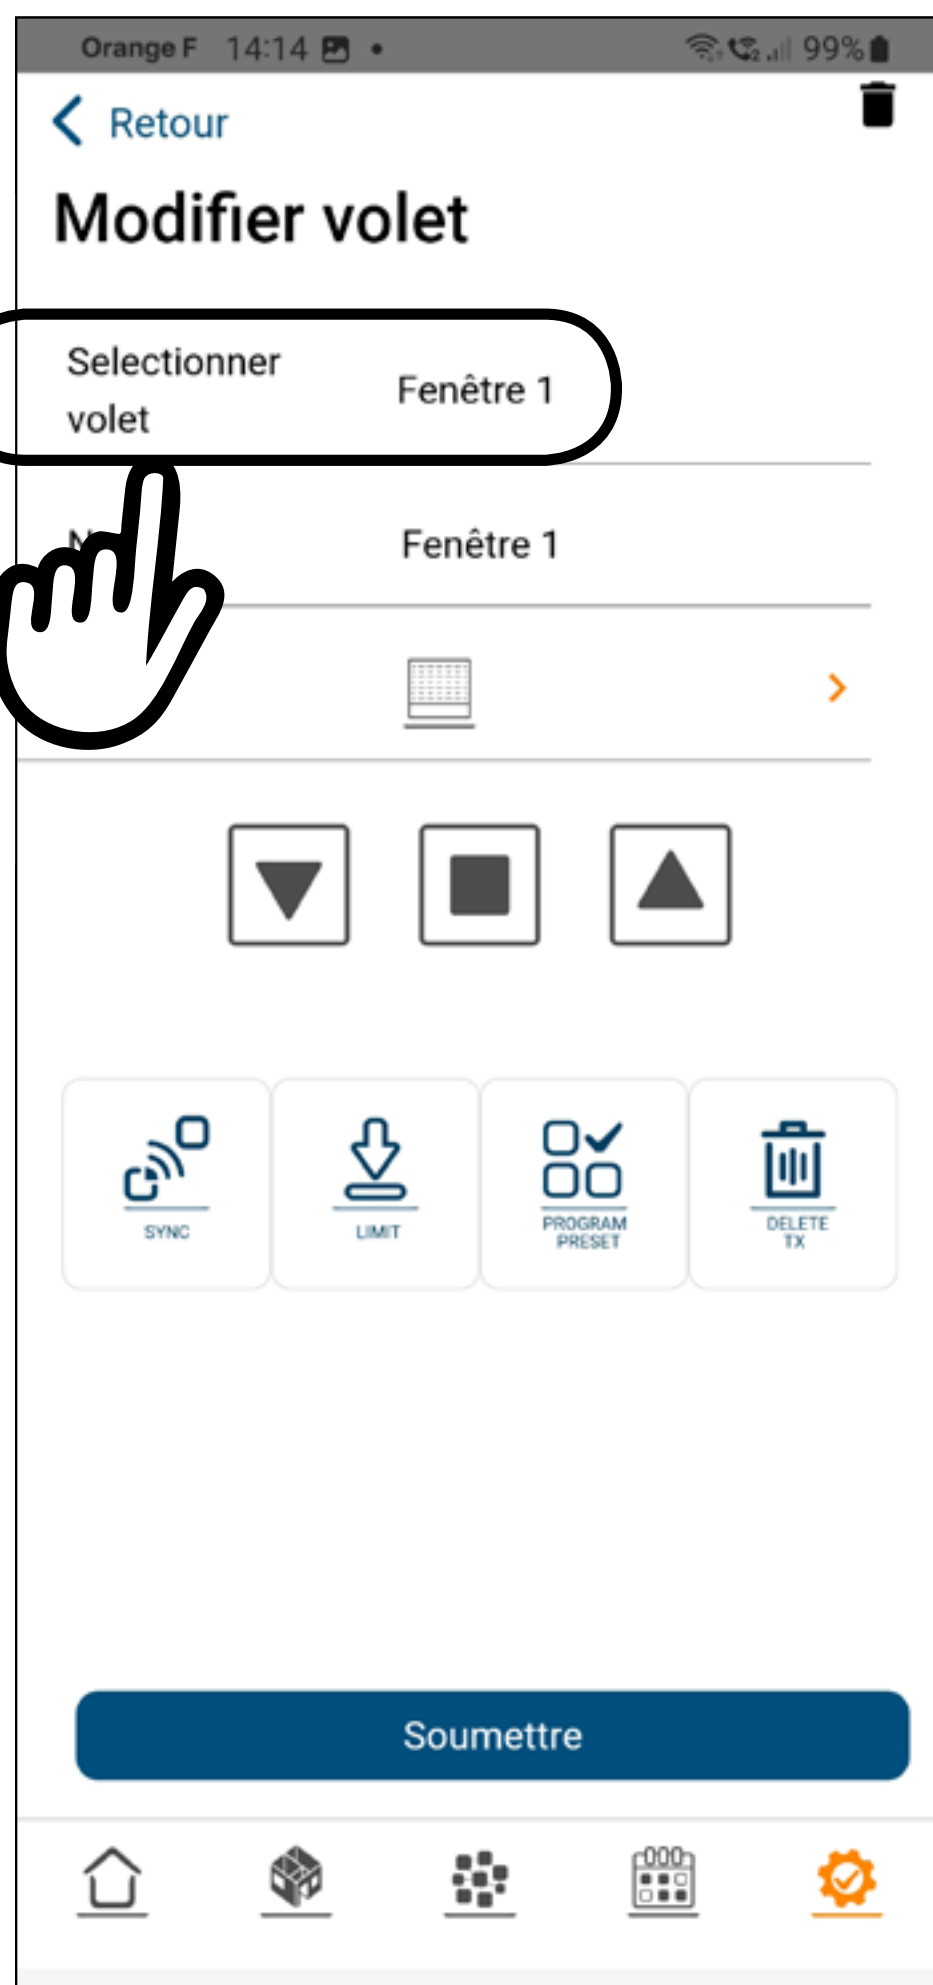 Orange F 14:14 99%
Retour
Modifier volet
Selectionner
volet
Fenêtre 1
Fenêtre 1
SYNC
LIMIT
PROGRAM
PRESET
DELETE
TX
Soumettre